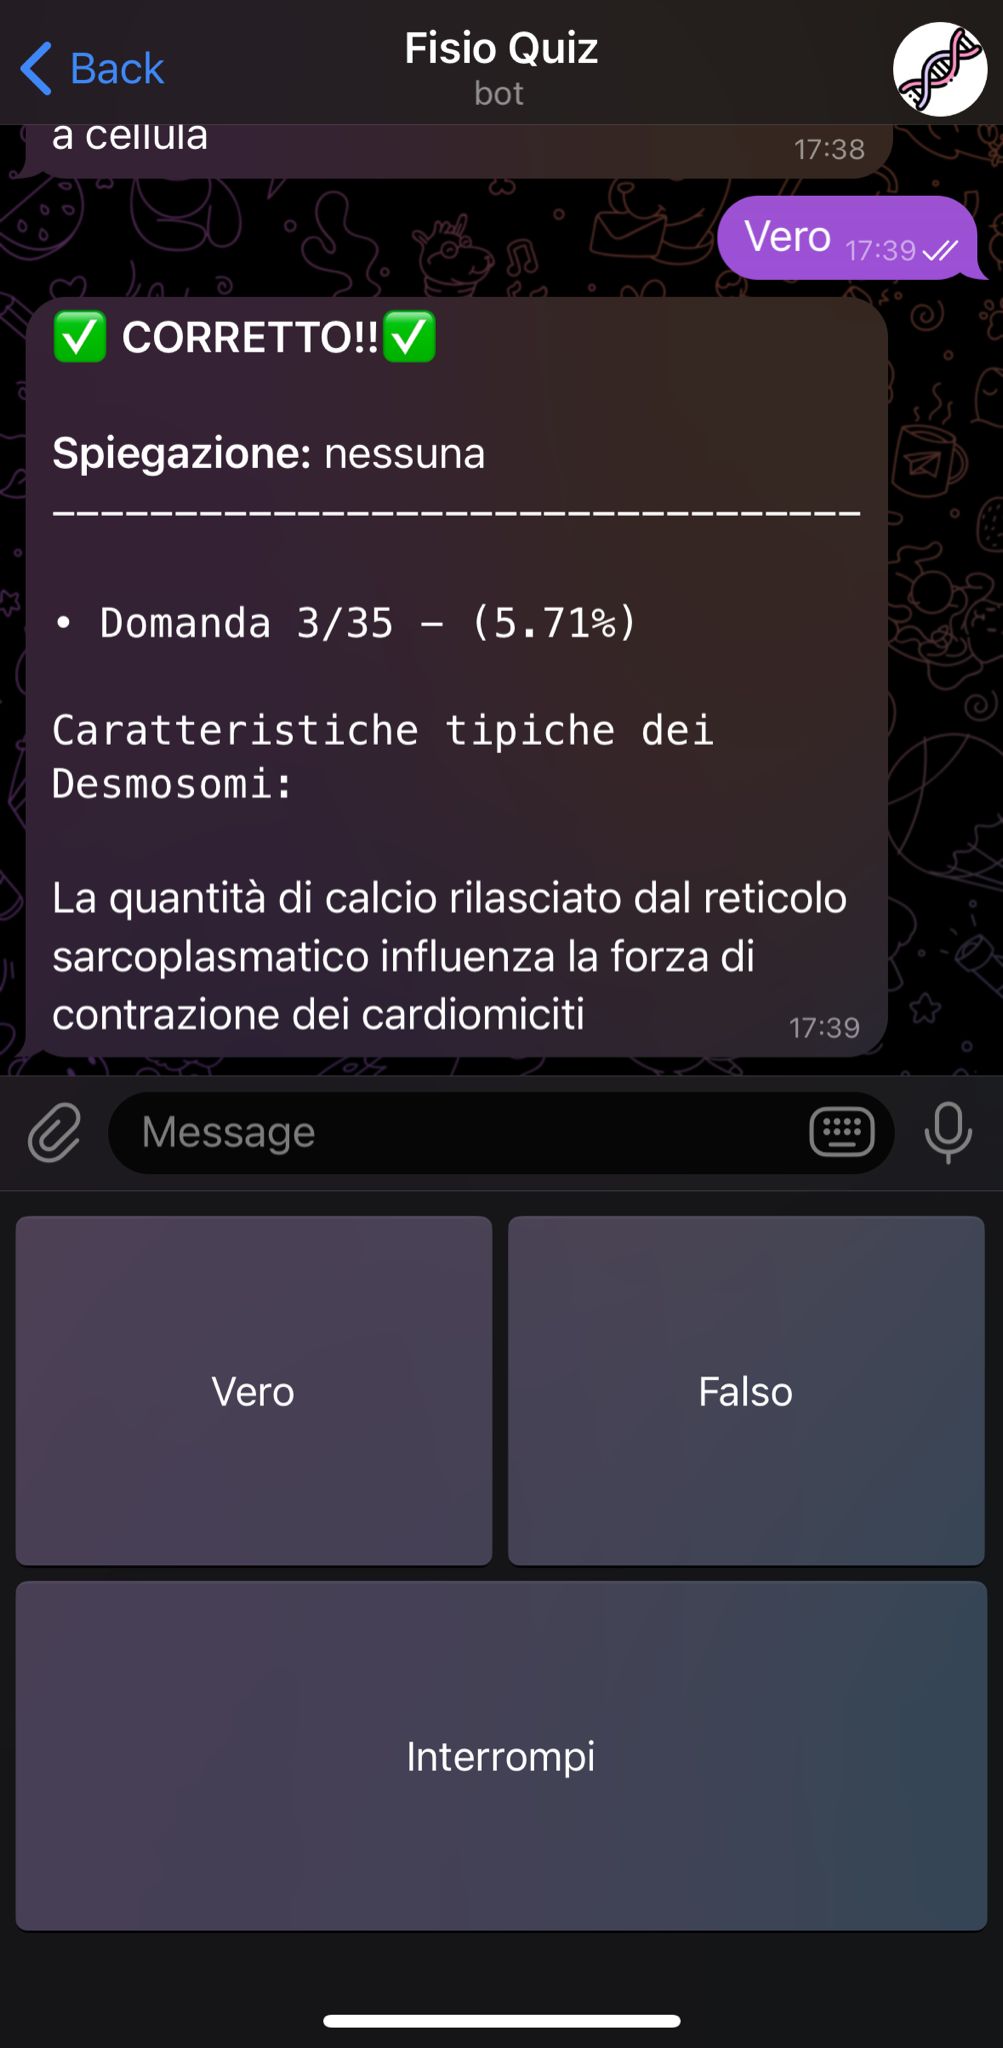 Back
Fisio Quiz
bot
a cellula
17:38
Vero 17:39
✅ CORRETTO!!✅
Spiegazione: nessuna
–––––––––––––––––––––––––––––––––
• Domanda 3/35 – (5.71%)
Caratteristiche tipiche dei
Desmosomi:
La quantità di calcio rilasciato dal reticolo
sarcoplasmatico influenza la forza di
contrazione dei cardiomiciti
17:39
Message
Vero
Falso
Interrompi